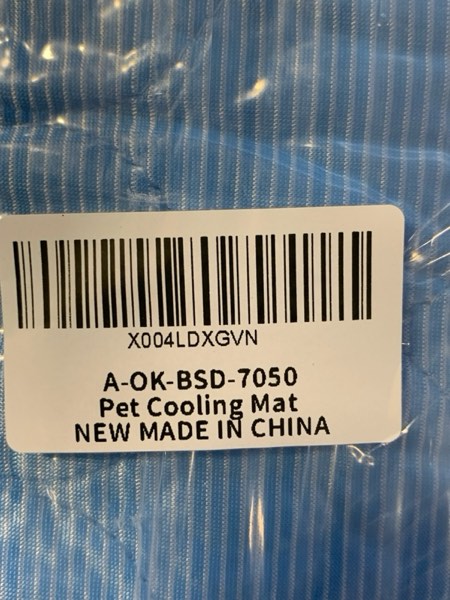 X004LDXGVN
A-OK-BSD-7050
Pet Cooling Mat
NEW MADE IN CHINA